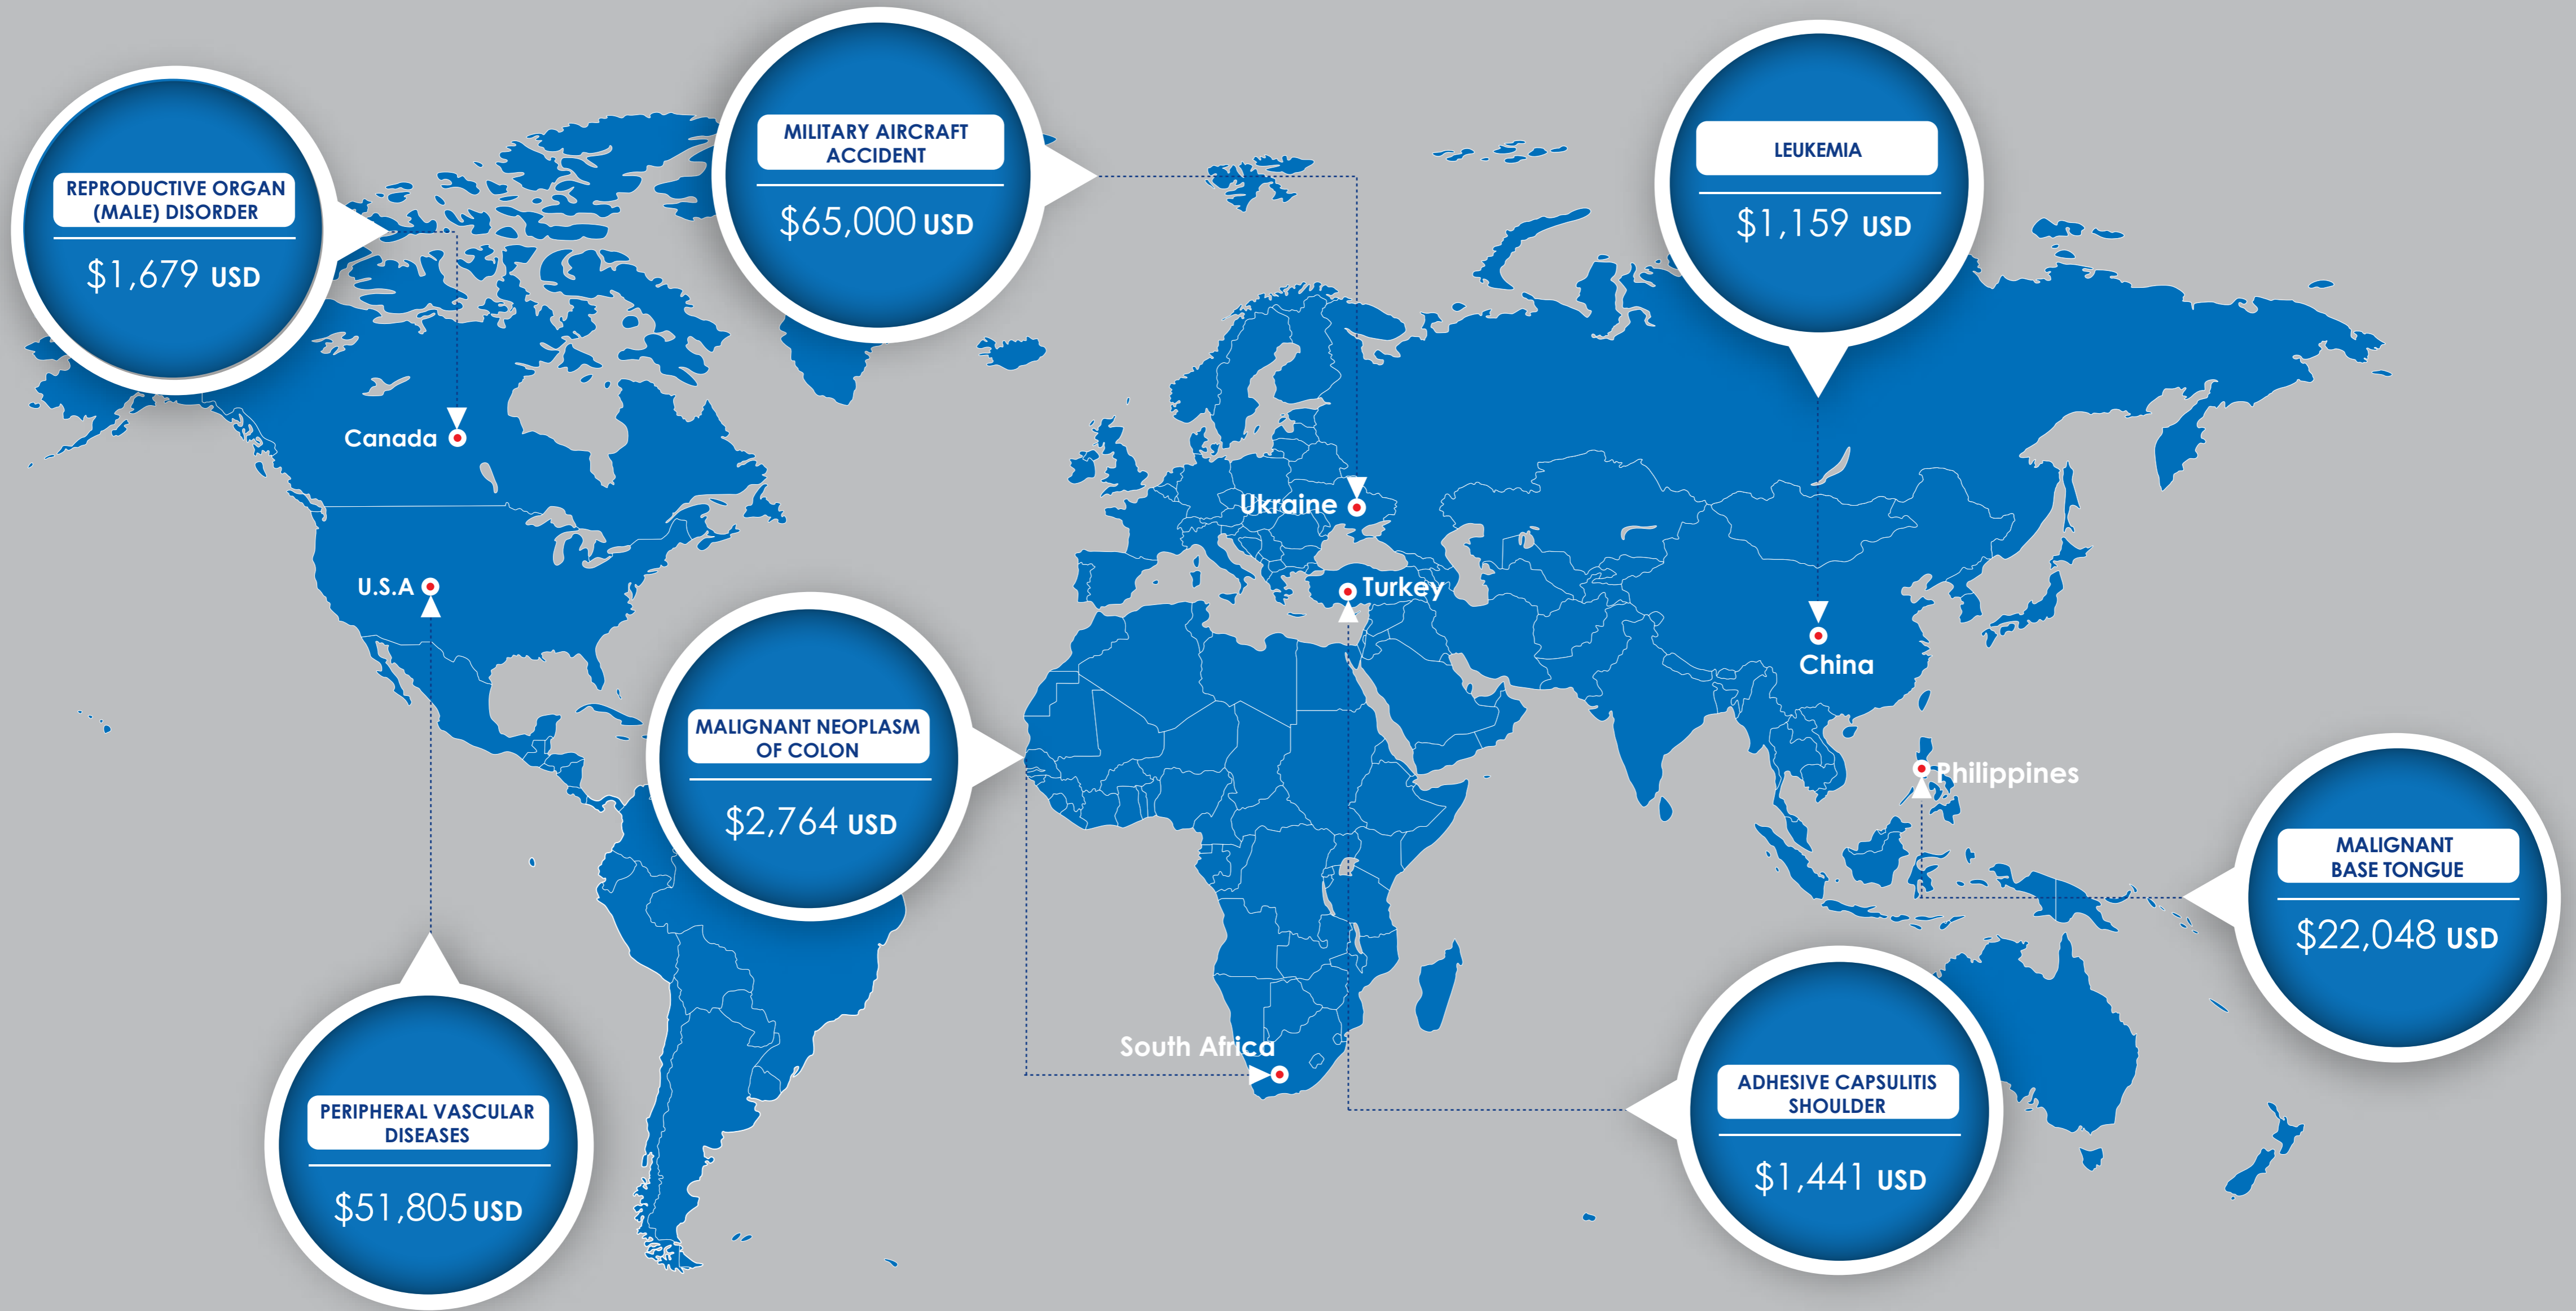 MILITARY AIRCRAFT
ACCIDENT
$65,000 USD
LEUKEMIA
$1,159 USD
REPRODUCTIVE ORGAN
(MALE) DISORDER
$1,679 USD
Canada
Ukraine
U.S.A
Turkey
China
MALIGNANT NEOPLASM
OF COLON
$2,764 USD
Philippines
MALIGNANT
BASE TONGUE
$22,048 USD
South Africa
ADHESIVE CAPSULITIS
SHOULDER
$1,441 USD
PERIPHERAL VASCULAR
DISEASES
$51,805 USD